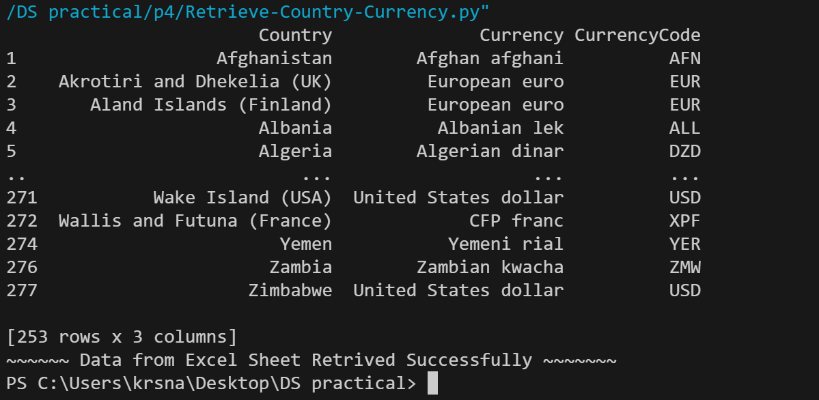 /DS practical/p4/Retrieve-Country-Currency.py"
Country Currency CurrencyCode
1 Afghanistan Afghan afghani AFN
2 Akrotiri and Dhekelia (UK) European euro EUR
3 Aland Islands (Finland) European euro EUR
4 Albania Albanian lek ALL
5 Algeria Algerian dinar DZD
.. ... ... ...
271 Wake Island (USA) United States dollar USD
272 Wallis and Futuna (France) CFP franc XPF
274 Yemen Yemeni rial YER
276 Zambia Zambian kwacha ZMW
277 Zimbabwe United States dollar USD
[253 rows x 3 columns]
~~~~~~ Data from Excel Sheet Retrived Successfully ~~~~~~~
PS C:\Users\krsna\Desktop\DS practical>